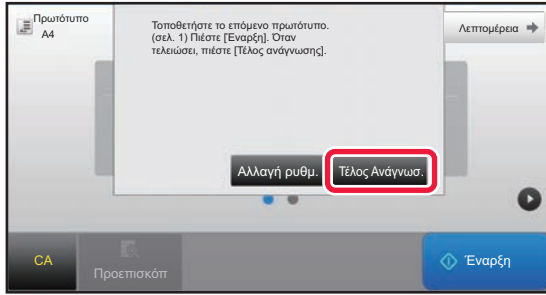 Πρωτότυπο
A4
Τοποθετήστε το επόμενο πρωτότυπο.
(σελ. 1) Πιέστε [Έναρξη]. Όταν
τελειώσει, πιέστε [Τέλος ανάγνωσης].
Λεπτομέρεια
Αλλαγή ρυθμ.
Τέλος Ανάγνωσ.
CA
Προεπισκόπ
Έναρξη